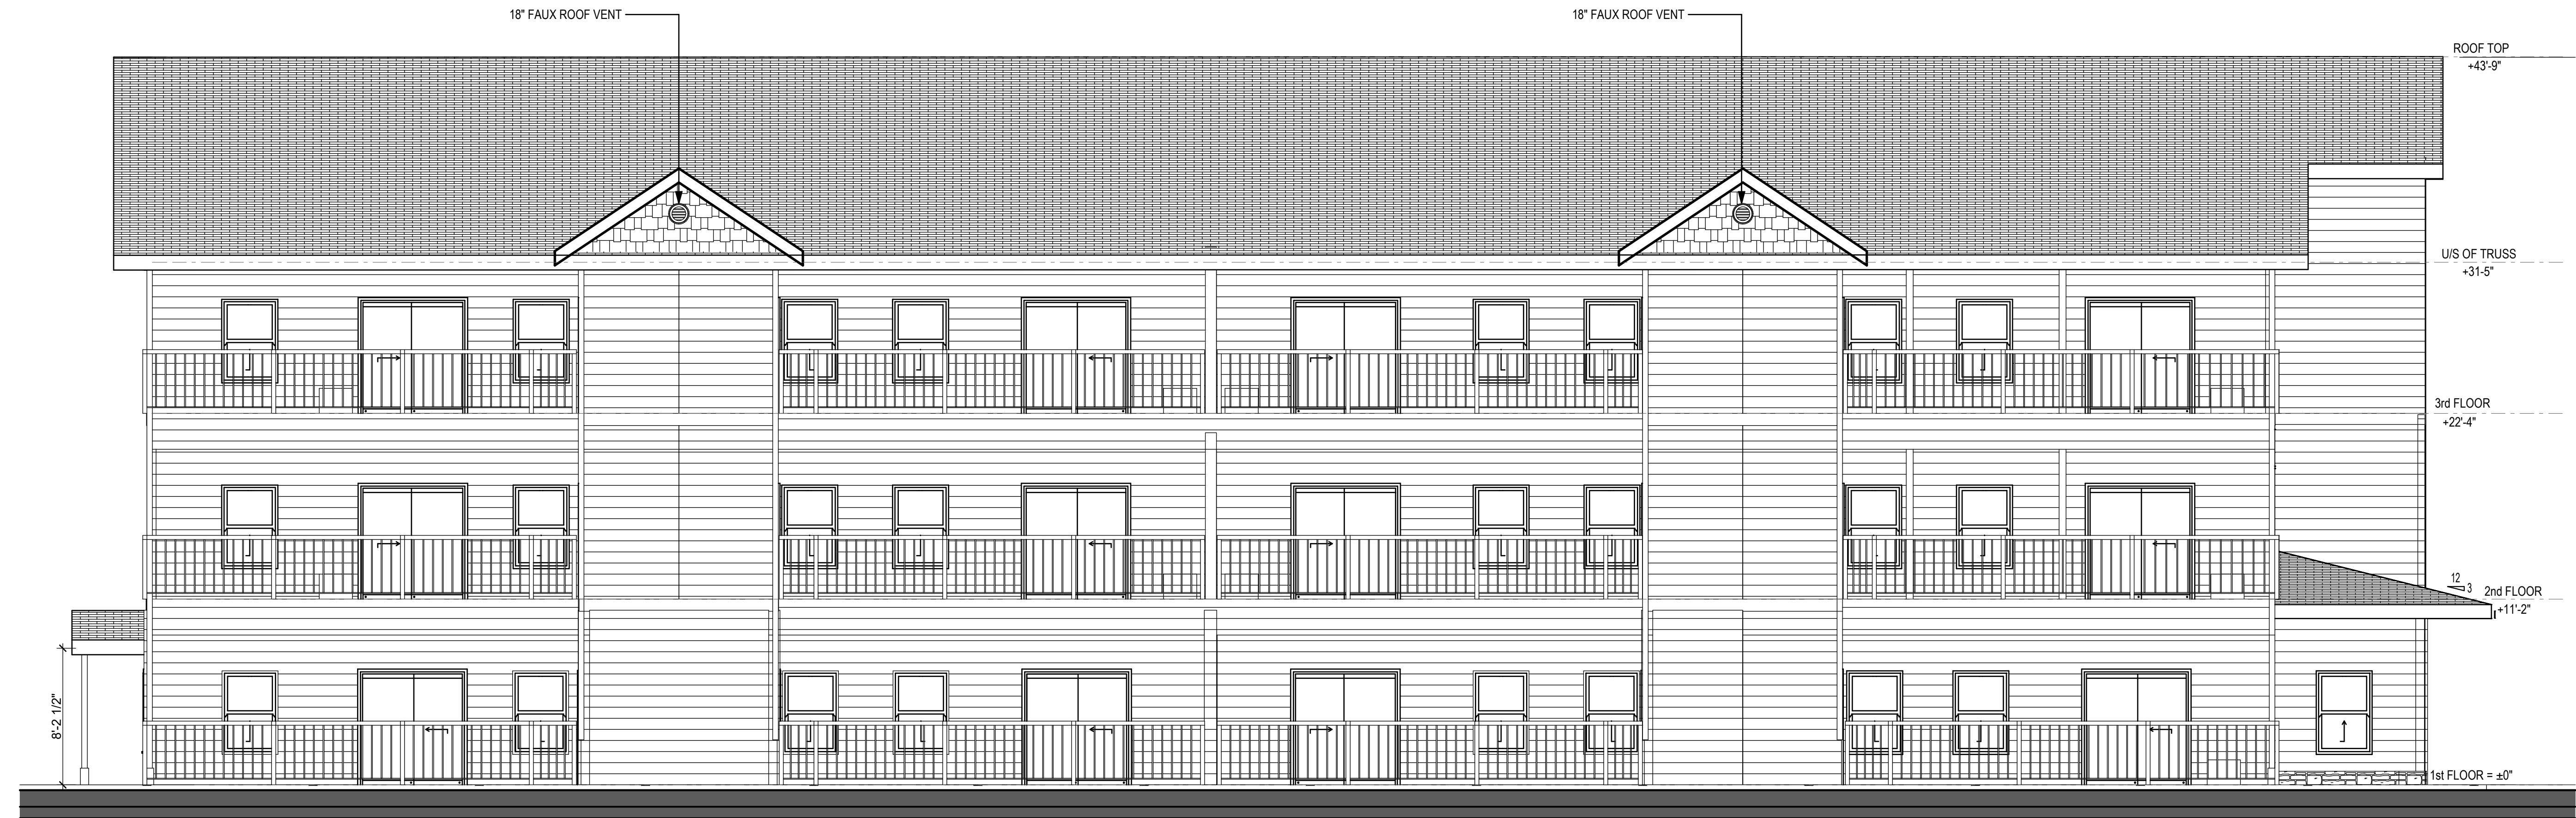 18" FAUX ROOF VENT
18" FAUX ROOF VENT
ROOF TOP
+43'-9"
U/S OF TRUSS
+31-5"
3rd FLOOR
+22'-4"
12
3
2nd FLOOR
+11'-2"
8'-2 1/2"
1st FLOOR = ±0"